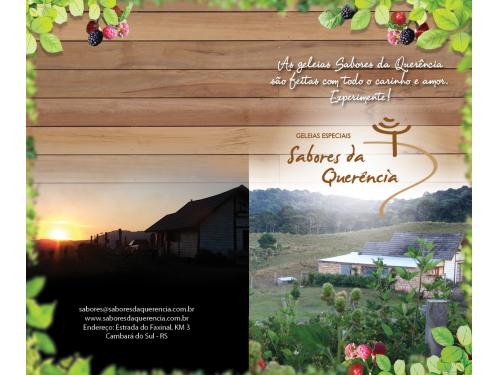 As geleias Sabores da Querência
são feitas com todo o carinho e amor.
Experimente!
GELEIAS ESPECIAIS
Sabores da
Querência
sabores@saboresdaquerencia.com.br
www.saboresdaquerencia.com.br
Endereço: Estrada do Faxinal, KM 3
Cambará do Sul - RS